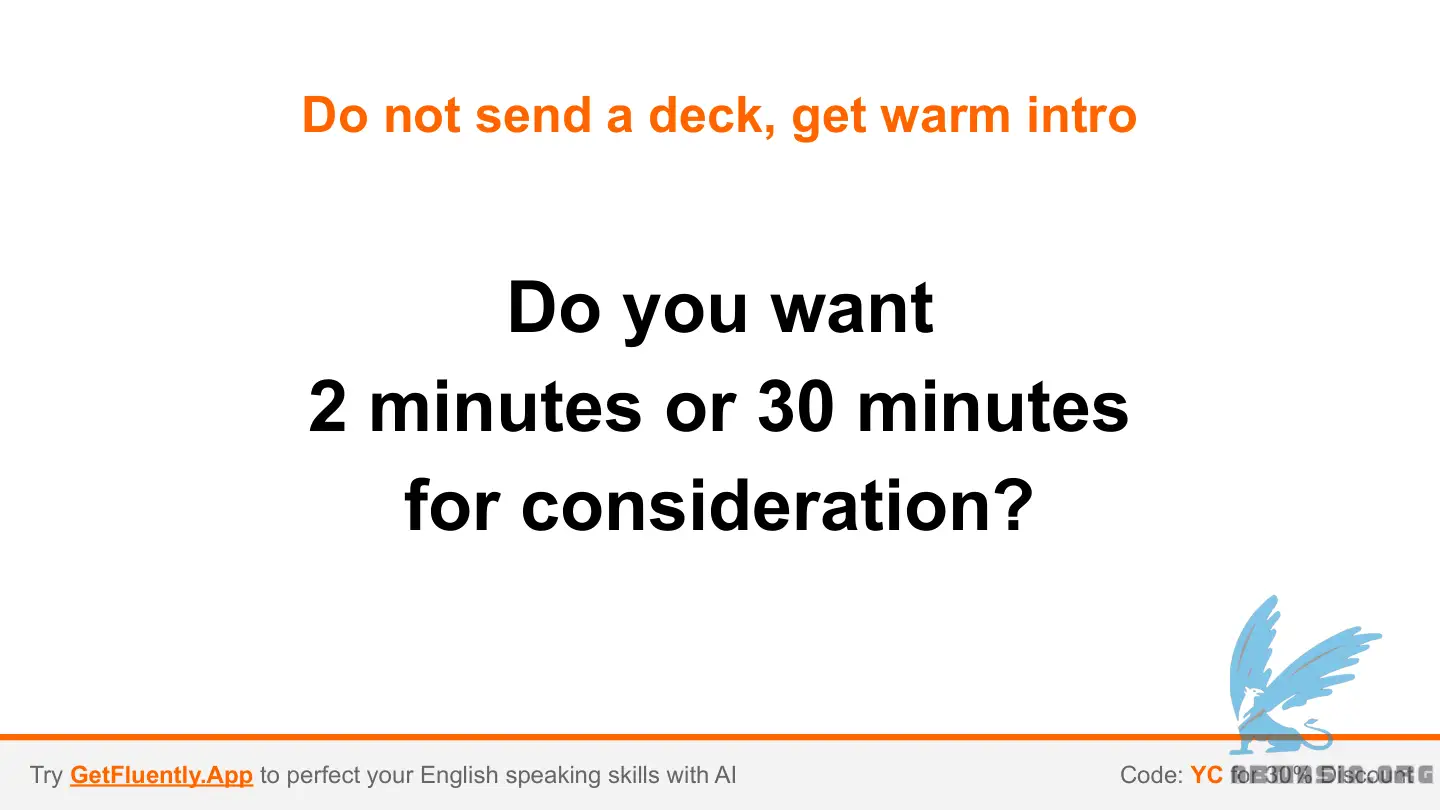 Do not send a deck, get warm intro
Do you want
2 minutes or 30 minutes
for consideration?
Try GetFluently.App to perfect your English speaking skills with AI
Code: YC for 30% Discount